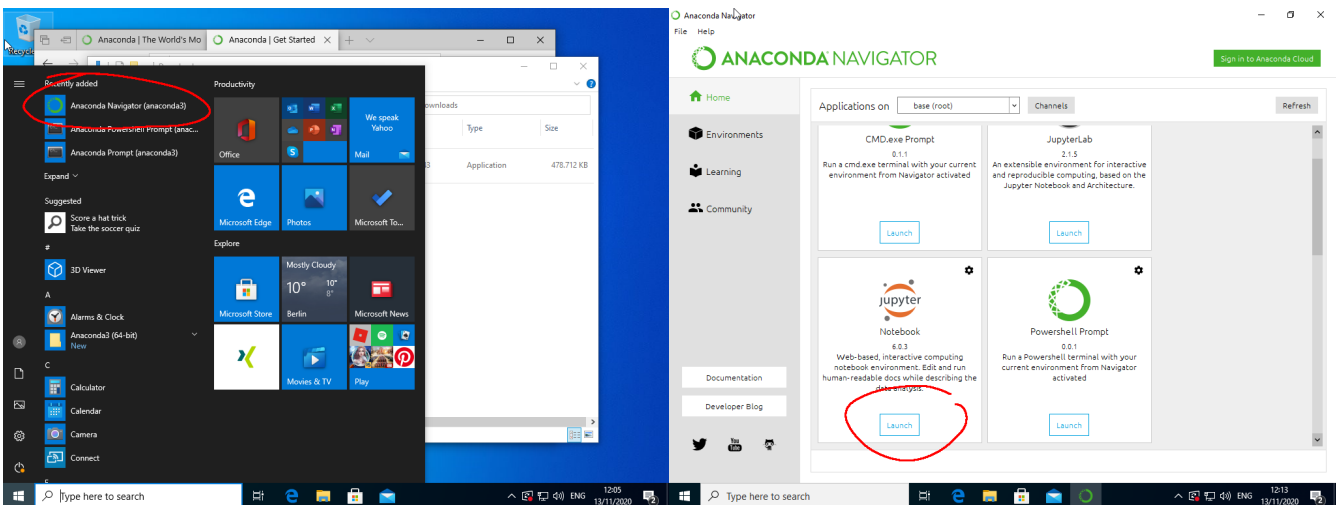 Recycle
Anaconda | The World's Mo
Anaconda | Get Started
Recently added
Anaconda Navigator (anaconda3)
Anaconda Powershell Prompt (anac...
Anaconda Prompt (anaconda3)
Expand
Suggested
Score a hat trick
Take the soccer quiz
#
3D Viewer
A
Alarms & Clock
Anaconda3 (64-bit)
New
C
Calculator
Calendar
Camera
Connect
Productivity
Office
We speak
Yahoo
Mail
Microsoft Edge
Photos
Microsoft To...
Explore
Microsoft Store
Mostly Cloudy
10°
10°
8°
Berlin
Microsoft News
Movies & TV
Play
ownloads
Type
Size
Application
478.712 KB
Type here to search
ENG
12:05
13/11/2020
2
Anaconda Navigator
File Help
ANACONDA NAVIGATOR
Sign in to Anaconda Cloud
Home
Environments
Learning
Community
Documentation
Developer Blog
You
Tube
Applications on
base (root)
Channels
Refresh
CMD.exe Prompt
0.1.1
Run a cmd.exe terminal with your current
environment from Navigator activated
Launch
JupyterLab
2.1.5
An extensible environment for interactive
and reproducible computing, based on the
Jupyter Notebook and Architecture.
Launch
jupyter
Notebook
6.0.3
Web-based, interactive computing
notebook environment. Edit and run
human-readable docs while describing the
data analysis.
Launch
Powershell Prompt
0.0.1
Run a Powershell terminal with your
current environment from Navigator
activated
Launch
Type here to search
ENG
12:13
13/11/2020
2